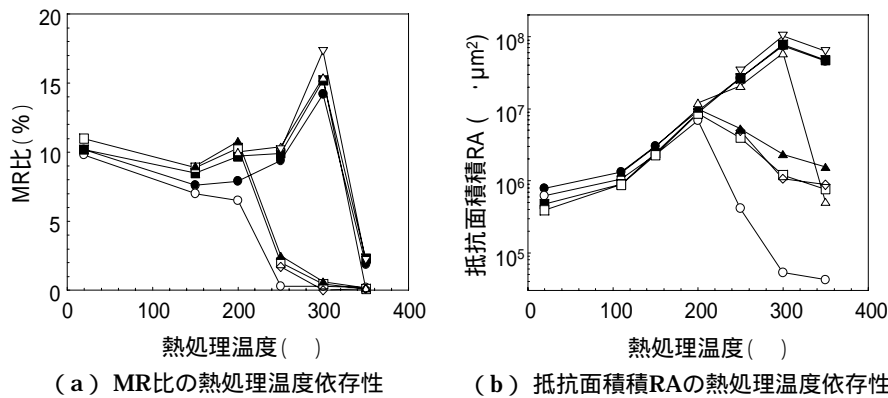 20
15
10
5
0
MR比(%)
0 100 200 300 400
熱処理温度( )
(a) MR比の熱処理温度依存性
10⁸
10⁷
10⁶
10⁵
抵抗面積積RA( ・μm²)
0 100 200 300 400
熱処理温度( )
(b) 抵抗面積積RAの熱処理温度依存性